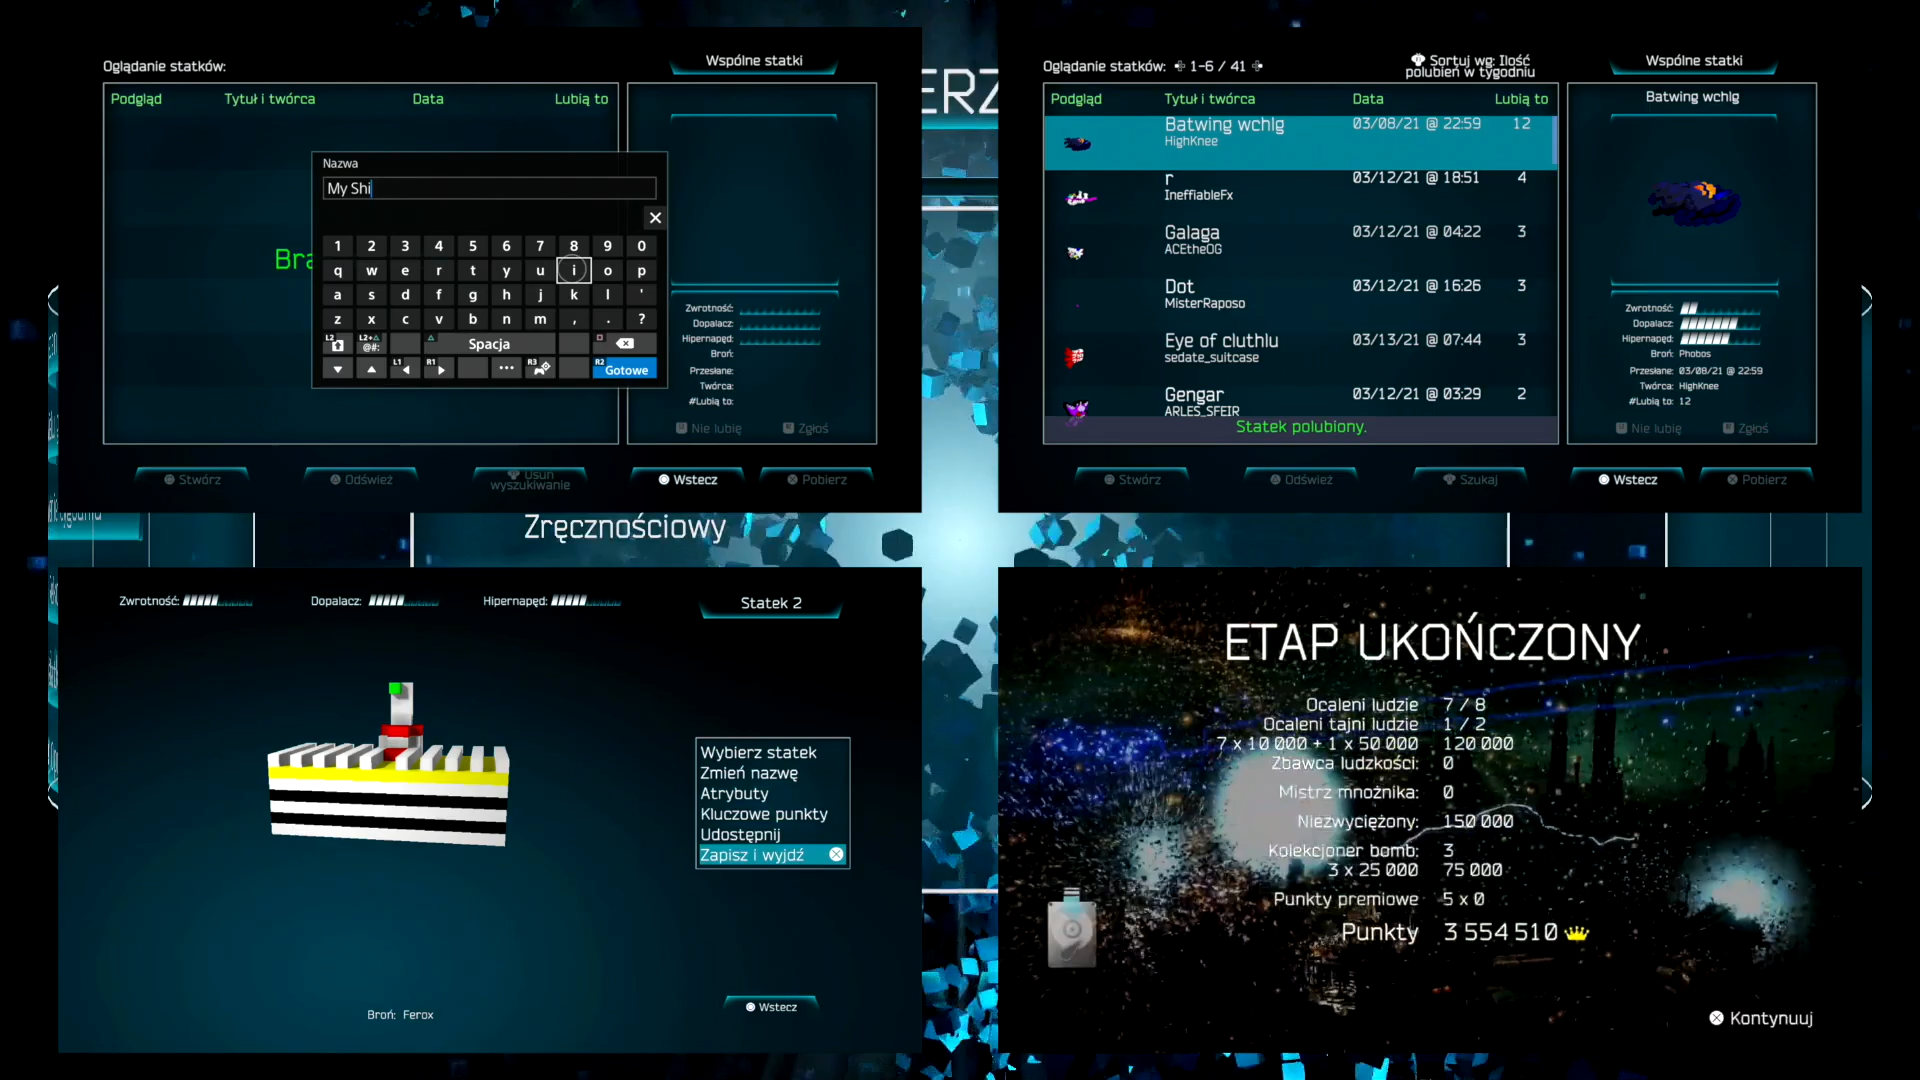 Wspólne statki
Oglądanie statków:
Podgląd Tytuł i twórca Data Lubią to
Nazwa
My Shi
1 2 3 4 5 6 7 8 9 0
q w e r t y u i o p
a s d f g h j k l '
z x c v b n m , . ?
L2 L2+△ @#: △ Spacja
L1 R1 ... R3 R2 Gotowe
Zwrotność:
Dopalacz:
Hipernapęd:
Broń:
Przesłane:
Twórca:
#Lubią to:
Nie lubię Zgłoś
Stwórz Odśwież Usuń wyszukiwanie Wstecz Pobierz
Oglądanie statków: 1-6 / 41
Sortuj wg: Ilość
polubień w tygodniu
Wspólne statki
Podgląd Tytuł i twórca Data Lubią to
Batwing wchlg 03/08/21 @ 22:59 12
HighKnee
r 03/12/21 @ 18:51 4
IneffiableFx
Galaga 03/12/21 @ 04:22 3
ACEtheOG
Dot 03/12/21 @ 16:26 3
MisterRaposo
Eye of cluthlu 03/13/21 @ 07:44 3
sedate_suitcase
Gengar 03/12/21 @ 03:29 2
ARLES_SFEIR
Statek polubiony.
Batwing wchlg
Zwrotność:
Dopalacz:
Hipernapęd:
Broń: Phobos
Przesłane: 03/08/21 @ 22:59
Twórca: HighKnee
#Lubią to: 12
Nie lubię Zgłoś
Stwórz Odśwież Szukaj Wstecz Pobierz
Zręcznościowy
Zwrotność: Dopalacz: Hipernapęd:
Statek 2
Wybierz statek
Zmień nazwę
Atrybuty
Kluczowe punkty
Udostępnij
Zapisz i wyjdź
Wstecz
Broń: Ferox
ETAP UKOŃCZONY
Ocaleni ludzie 7 / 8
Ocaleni tajni ludzie 1 / 2
7 x 10 000 + 1 x 50 000 120 000
Zbawca ludzkości: 0
Mistrz mnożnika: 0
Niezwyciężony: 150 000
Kolekcjoner bomb: 3
3 x 25 000 75 000
Punkty premiowe 5 x 0
Punkty 3 554 510
Kontynuuj